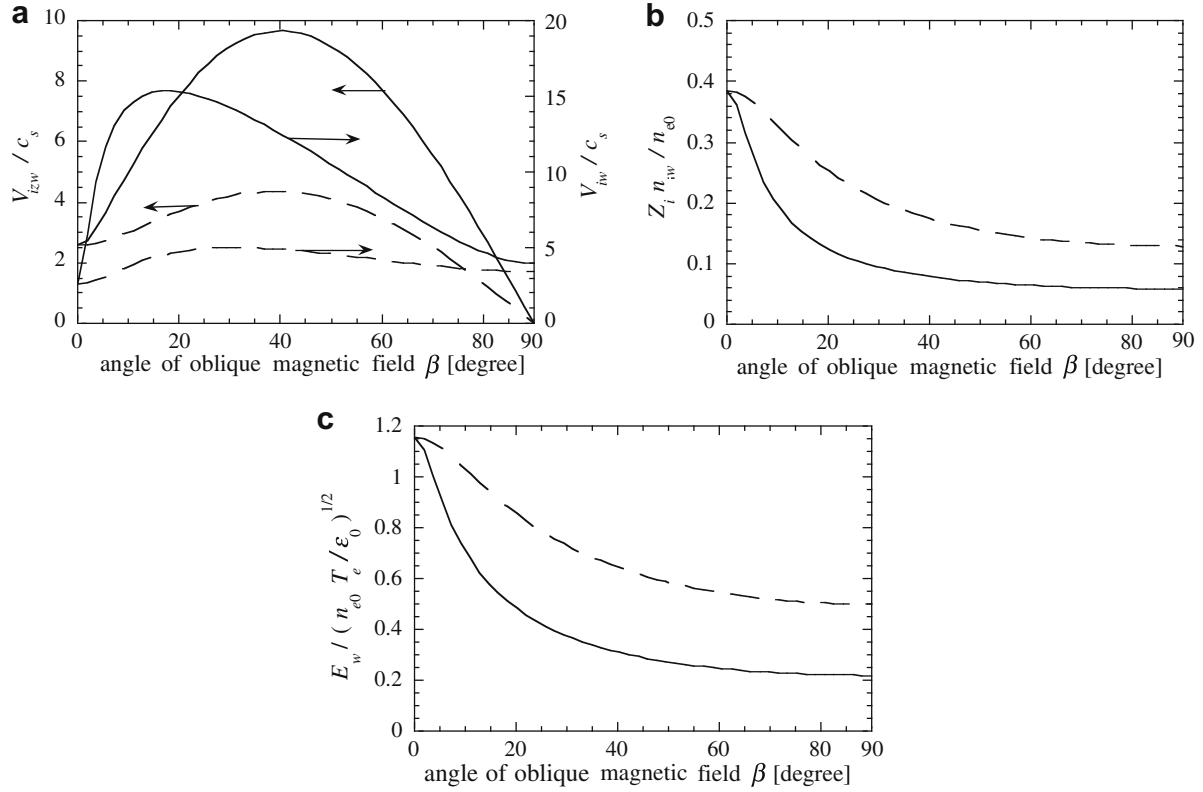 a
10
8
6
4
2
0
V_izw / c_s
20
15
10
5
0
V_iw / c_s
0 20 40 60 80 90
angle of oblique magnetic field β [degree]
b
0.5
0.4
0.3
0.2
0.1
0
Z_i n_iw / n_e0
0 20 40 60 80 90
angle of oblique magnetic field β [degree]
c
1.2
1
0.8
0.6
0.4
0.2
0
E_w / ( n_e0 T_e / ε_0 )^1/2
0 20 40 60 80 90
angle of oblique magnetic field β [degree]